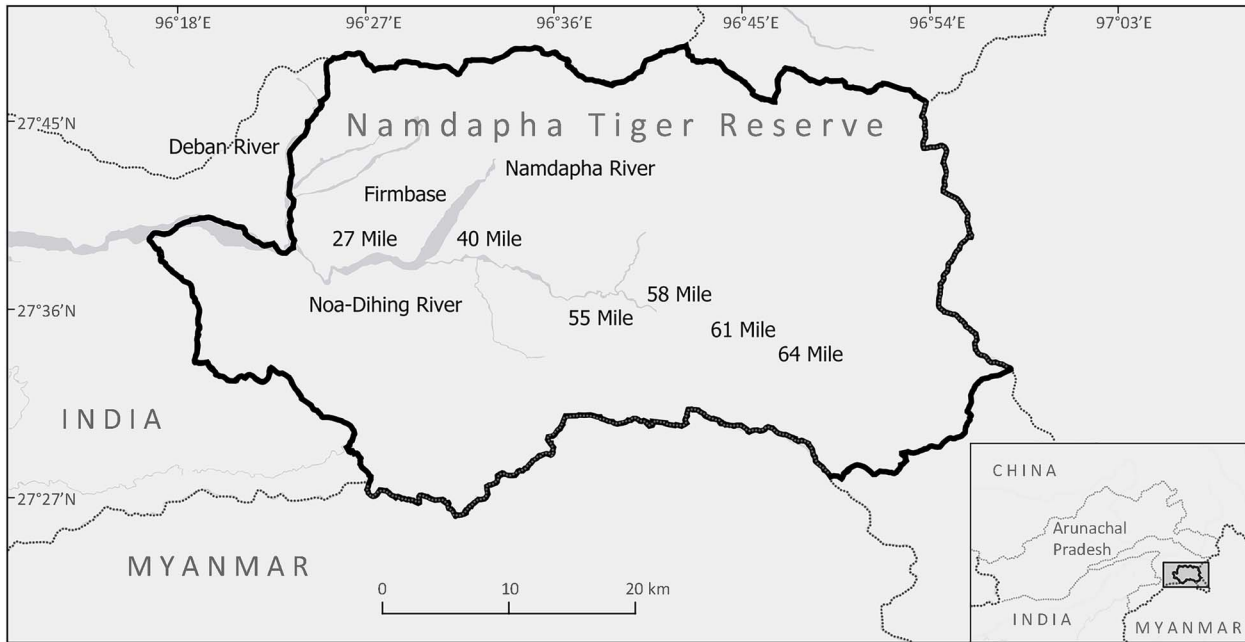 96°18'E 96°27'E 96°36'E 96°45'E 96°54'E 97°03'E
27°45'N
Namdapha Tiger Reserve
Deban River
Namdapha River
Firmbase
27 Mile
40 Mile
27°36'N
Noa-Dihing River
58 Mile
55 Mile
61 Mile
64 Mile
INDIA
27°27'N
MYANMAR
0 10 20 km
CHINA
Arunachal
Pradesh
INDIA
MYANMAR